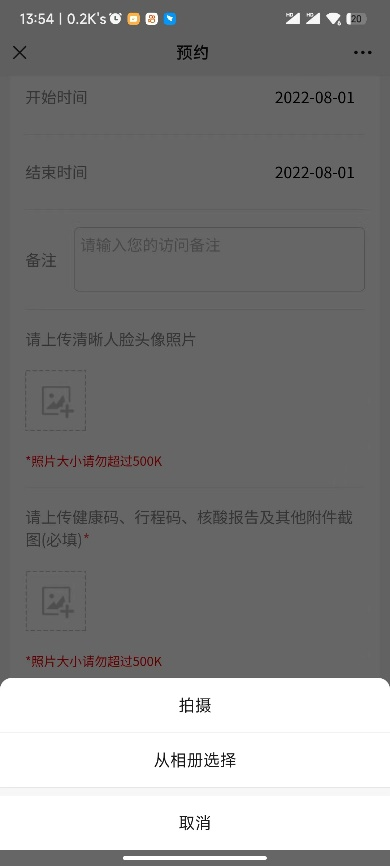 13:54 | 0.2K's
20
预约
开始时间 2022-08-01
结束时间 2022-08-01
备注 请输入您的访问备注
请上传清晰人脸头像照片
*照片大小请勿超过500K
请上传健康码、行程码、核酸报告及其他附件截
图(必填)*
*照片大小请勿超过500K
拍摄
从相册选择
取消